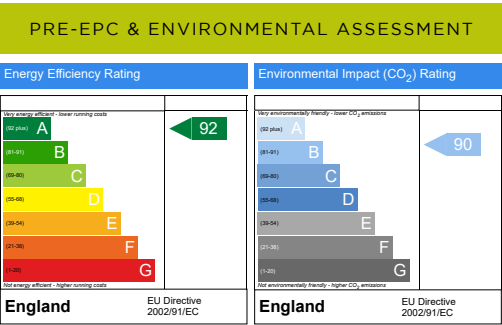 PRE-EPC & ENVIRONMENTAL ASSESSMENT
Energy Efficiency Rating
Very energy efficient - lower running costs
(92 plus) A
(81-91) B
(69-80) C
(55-68) D
(39-54) E
(21-38) F
(1-20) G
92
Not energy efficient - higher running costs
England
EU Directive
2002/91/EC
Environmental Impact (CO₂) Rating
Very environmentally friendly - lower CO₂ emissions
(92 plus) A
(81-91) B
(69-80) C
(55-68) D
(39-54) E
(21-38) F
(1-20) G
90
Not environmentally friendly - higher CO₂ emissions
England
EU Directive
2002/91/EC